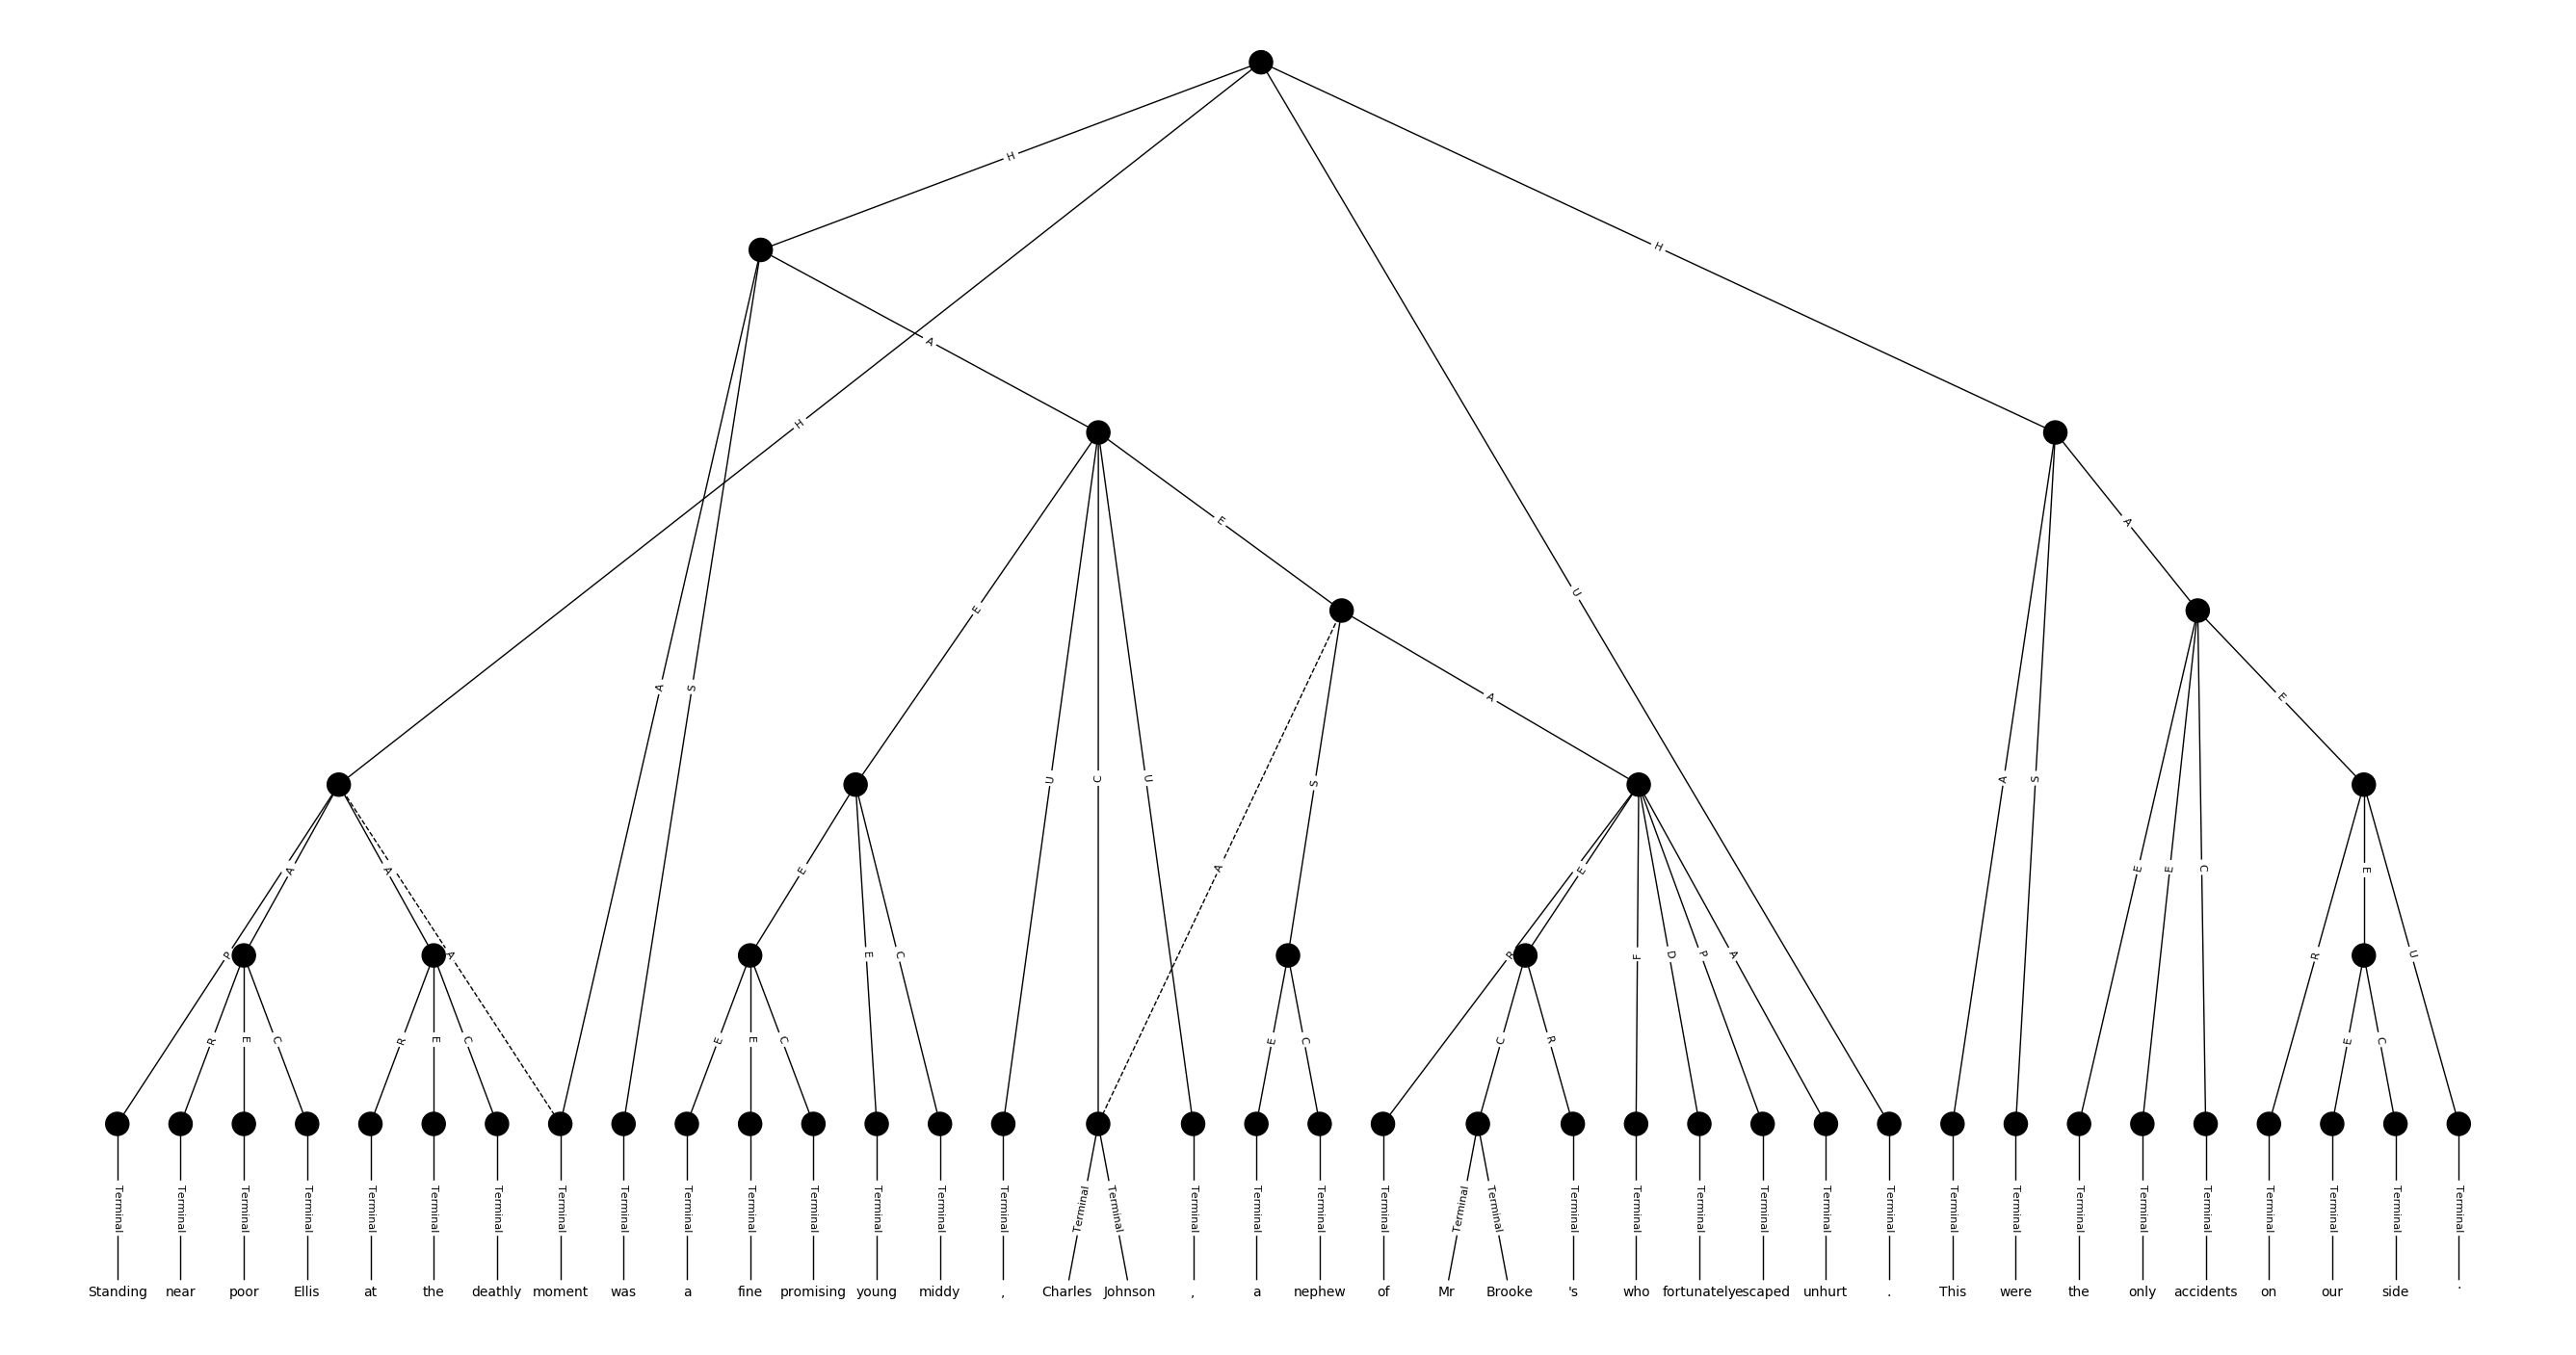 H
H
A
H
E
A
E
U
A
S
A
S
U
C
U
S
A
A
S
E
A
A
E
A
E
E
E
C
E
P
A
E
C
R
F
D
P
A
R
E
U
R
E
C
R
E
C
E
E
C
E
C
C
R
E
C
Terminal Terminal Terminal Terminal Terminal Terminal Terminal Terminal Terminal Terminal Terminal Terminal Terminal Terminal Terminal Terminal Terminal Terminal Terminal Terminal Terminal Terminal Terminal Terminal Terminal Terminal Terminal Terminal Terminal Terminal Terminal Terminal Terminal Terminal Terminal Terminal Terminal Terminal
Standing near poor Ellis at the deathly moment was a fine promising young middy , Charles Johnson , a nephew of Mr Brooke 's who fortunately escaped unhurt . This were the only accidents on our side .